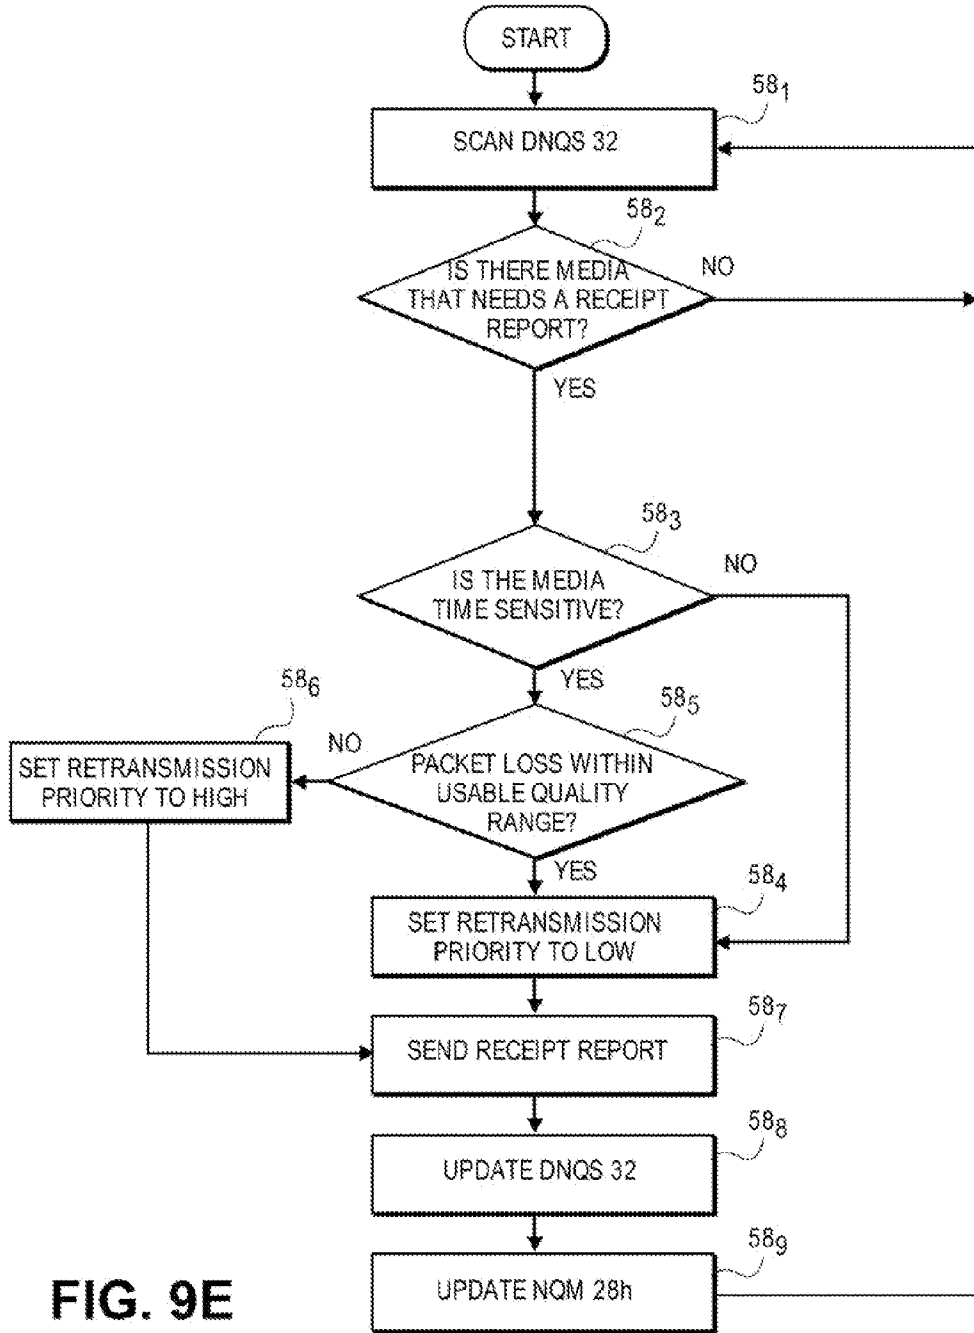 START
58₁
SCAN DNQS 32
58₂
IS THERE MEDIA
THAT NEEDS A RECEIPT
REPORT?
NO
YES
58₃
IS THE MEDIA
TIME SENSITIVE?
NO
YES
58₆
SET RETRANSMISSION
PRIORITY TO HIGH
NO
58₅
PACKET LOSS WITHIN
USABLE QUALITY
RANGE?
YES
58₄
SET RETRANSMISSION
PRIORITY TO LOW
58₇
SEND RECEIPT REPORT
58₈
UPDATE DNQS 32
58₉
UPDATE NQM 28h
FIG. 9E